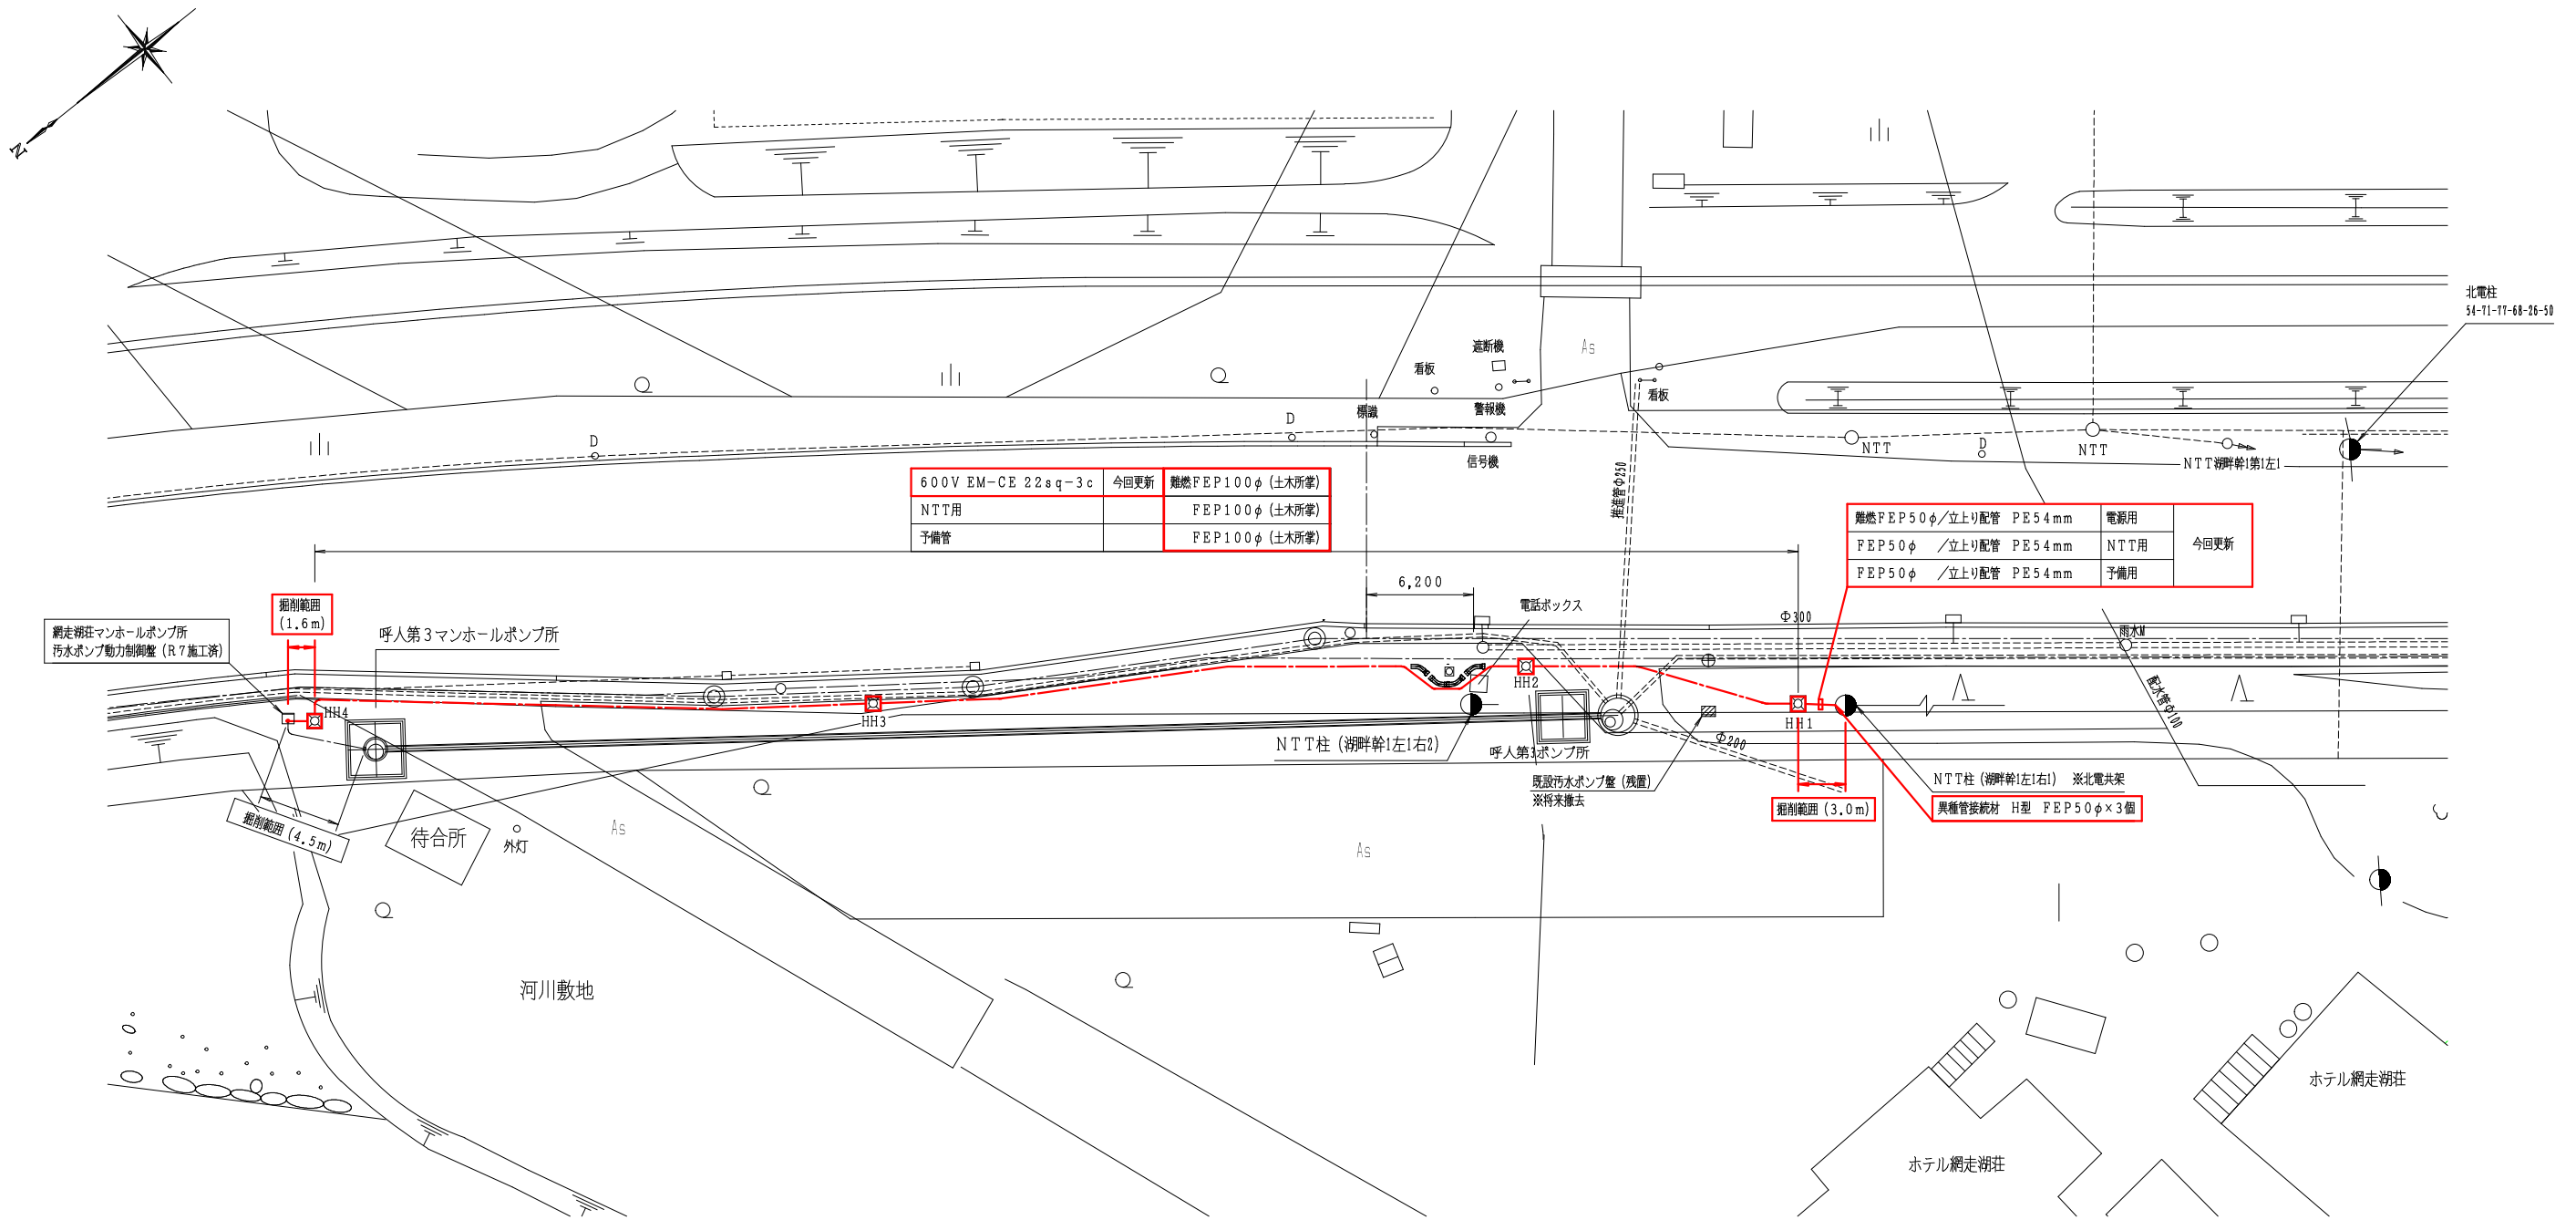 N
北電柱
54-71-77-68-26-50
遮断機
看板
As
看板
標識
警報機
D
D
信号機
NTT
D
NTT
NTT湖畔幹1第1左1
推進管Φ250
600V EM-CE 22sq-3c 今回更新 難燃FEP100φ (土木所掌)
NTT用 FEP100φ (土木所掌)
予備管 FEP100φ (土木所掌)
難燃FEP50φ/立上り配管 PE54mm 電源用
FEP50φ /立上り配管 PE54mm NTT用 今回更新
FEP50φ /立上り配管 PE54mm 予備用
6,200
電話ボックス
Φ300
雨水M
掘削範囲
(1.6m)
網走湖荘マンホールポンプ所
汚水ポンプ動力制御盤 (R7施工済)
呼人第3マンホールポンプ所
HH4
HH3
HH2
HH1
配水管Φ100
NTT柱 (湖畔幹1左1右2)
呼人第3ポンプ所
Φ200
既設汚水ポンプ盤 (残置)
※将来撤去
NTT柱 (湖畔幹1左1右1) ※北電共架
掘削範囲 (3.0m)
異種管接続材 H型 FEP50φ×3個
掘削範囲 (4.5m)
待合所
外灯
As
As
河川敷地
ホテル網走湖荘
ホテル網走湖荘